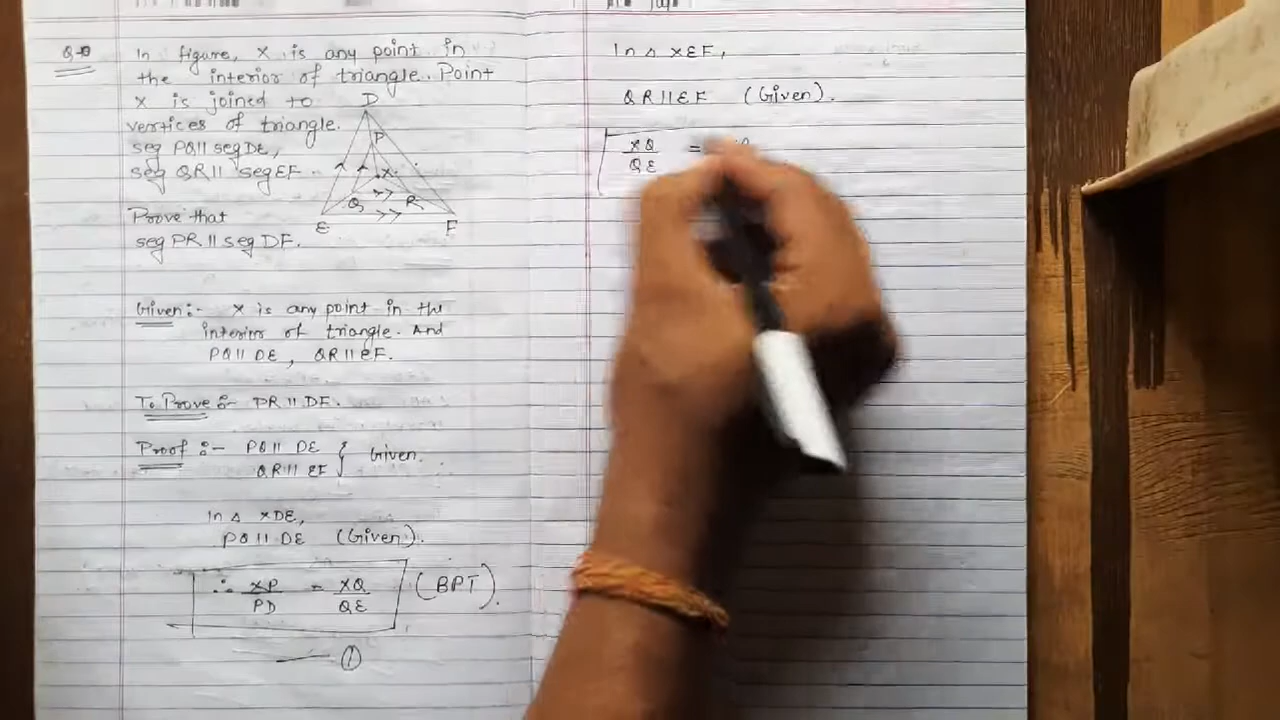 Q
In figure, X is any point in
the interior of triangle. Point
X is joined to
vertices of triangle.
seg PQ || seg DE,
seg QR || seg EF.
Prove that
seg PR || seg DF.
D
P
X
Q
R
E
F
Given :- X is any point in the
interior of triangle. And
PQ || DE, QR || EF.
To Prove :- PR || DF.
Proof :- PQ || DE
QR || EF } Given.
In △ XDE,
PQ || DE (Given).
∴ XP/PD = XQ/QE (BPT).
①
In △ XEF,
QR || EF (Given).
XQ/QE =